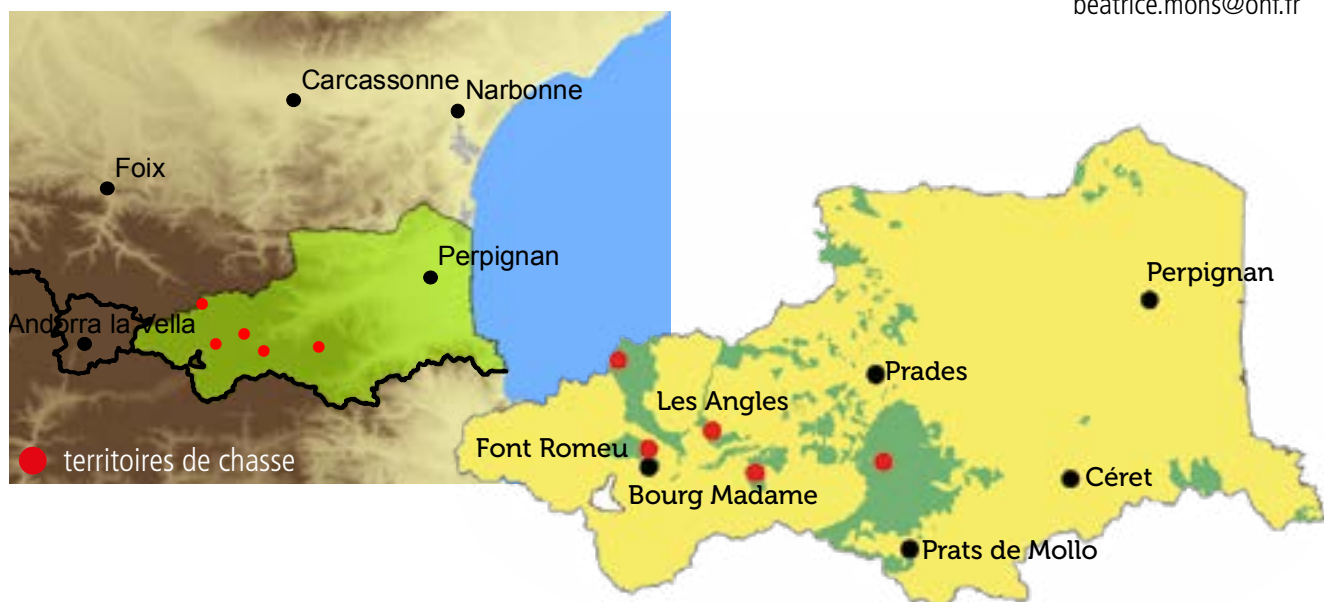 beatrice.mons@onf.fr
Carcassonne
Narbonne
Foix
Perpignan
Andorra la Vella
territoires de chasse
Perpignan
Prades
Les Angles
Font Romeu
Bourg Madame
Céret
Prats de Mollo